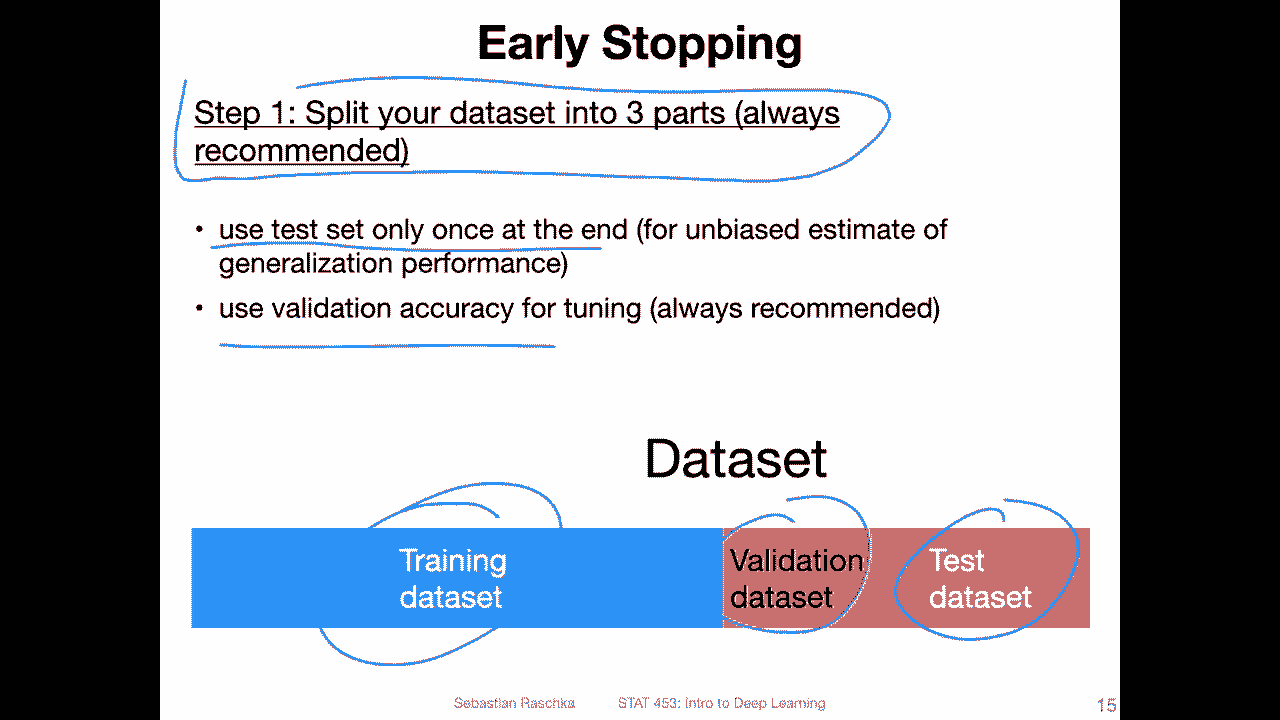 Early Stopping
Step 1: Split your dataset into 3 parts (always
recommended)
• use test set only once at the end (for unbiased estimate of
generalization performance)
• use validation accuracy for tuning (always recommended)
Dataset
Training
dataset
Validation
dataset
Test
dataset
Sebastian Raschka STAT 453: Intro to Deep Learning 15